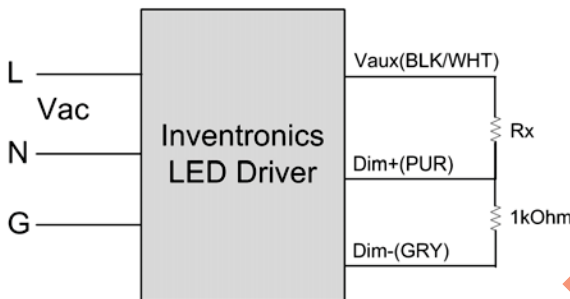 L
Vac
N
G
Inventronics
LED Driver
Vaux(BLK/WHT)
Rx
Dim+(PUR)
1kOhm
Dim-(GRY)